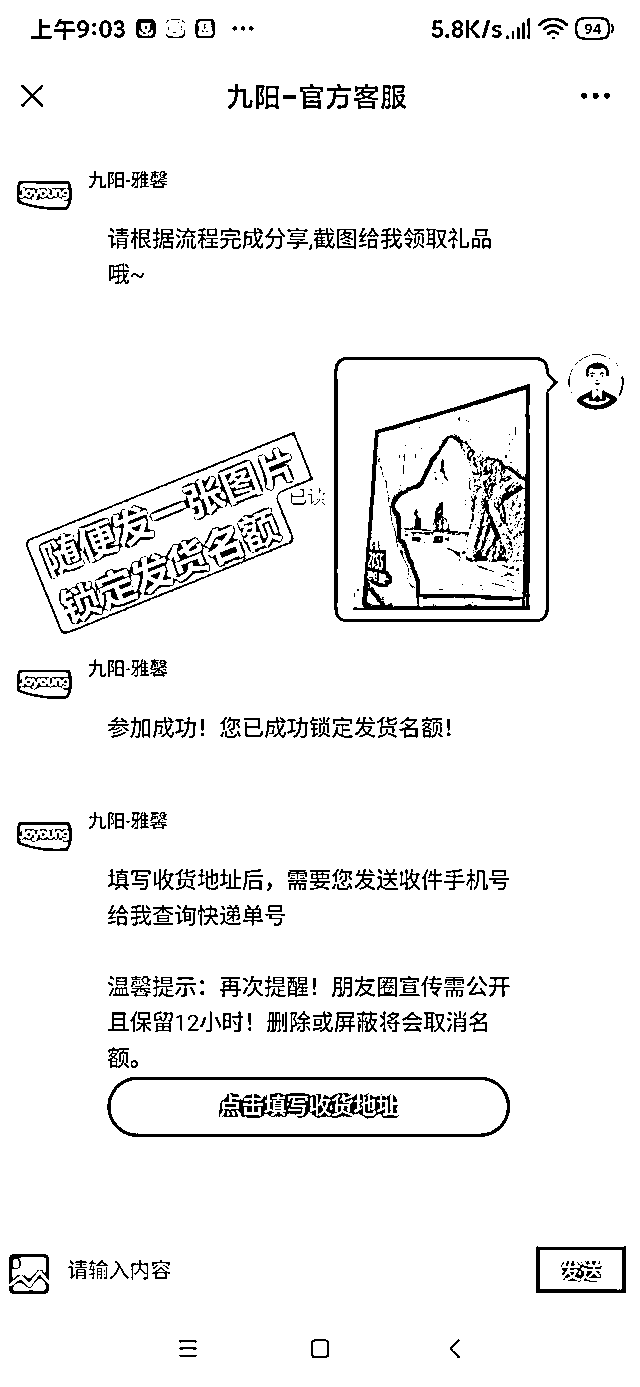 上午9:03
5.8K/s
94
九阳-官方客服
Joyoung
九阳-雅馨
请根据流程完成分享,截图给我领取礼品
哦~
随便发一张图片
锁定发货名额
已读
Joyoung
九阳-雅馨
参加成功！您已成功锁定发货名额！
Joyoung
九阳-雅馨
填写收货地址后，需要您发送收件手机号
给我查询快递单号
温馨提示：再次提醒！朋友圈宣传需公开
且保留12小时！删除或屏蔽将会取消名
额。
点击填写收货地址
请输入内容
发送